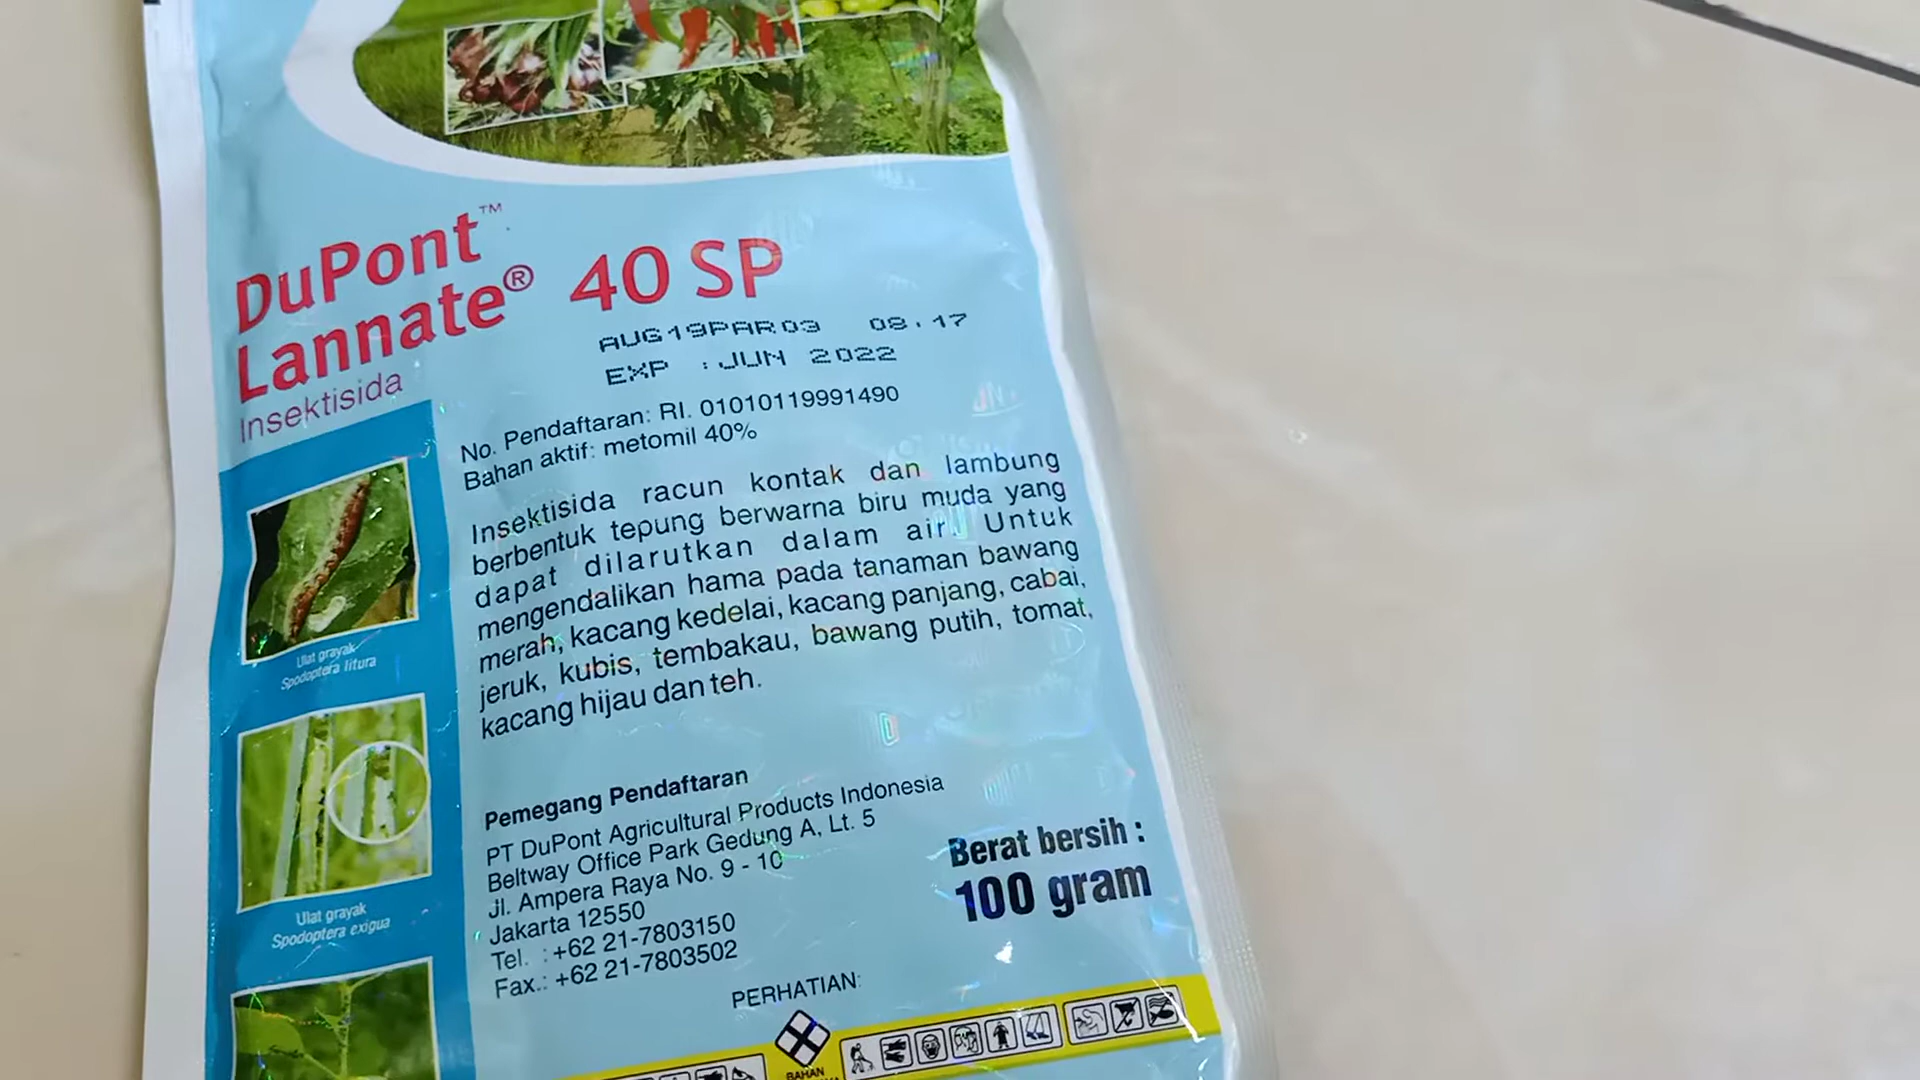 DuPont™
Lannate® 40 SP
Insektisida
AUG19PAR03 08.17
EXP : JUN 2022
No. Pendaftaran: RI. 01010119991490
Bahan aktif: metomil 40%
Insektisida racun kontak dan lambung
berbentuk tepung berwarna biru muda yang
dapat dilarutkan dalam air. Untuk
mengendalikan hama pada tanaman bawang
merah, kacang kedelai, kacang panjang, cabai,
jeruk, kubis, tembakau, bawang putih, tomat,
kacang hijau dan teh.
Ulat grayak
Spodoptera litura
Ulat grayak
Spodoptera exigua
Pemegang Pendaftaran
PT DuPont Agricultural Products Indonesia
Beltway Office Park Gedung A, Lt. 5
Jl. Ampera Raya No. 9 - 10
Jakarta 12550
Tel. : +62 21-7803150
Fax.: +62 21-7803502
Berat bersih :
100 gram
PERHATIAN:
BAHAN